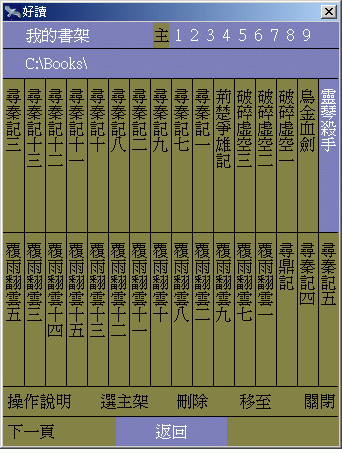 好讀
我的書架 主 1 2 3 4 5 6 7 8 9
C:\Books\
靈琴殺手
烏金血劍
破碎虛空一
破碎虛空二
破碎虛空三
荊楚爭雄記
尋秦記一
尋秦記七
尋秦記九
尋秦記二
尋秦記八
尋秦記十一
尋秦記十二
尋秦記十三
尋秦記三
尋秦記五
尋秦記四
尋鼎記
覆雨翻雲一
覆雨翻雲七
覆雨翻雲九
覆雨翻雲二
覆雨翻雲八
覆雨翻雲十
覆雨翻雲十一
覆雨翻雲十二
覆雨翻雲十三
覆雨翻雲十五
覆雨翻雲十四
覆雨翻雲三
覆雨翻雲五
操作說明 選主架 刪除 移至 關閉
下一頁 返回